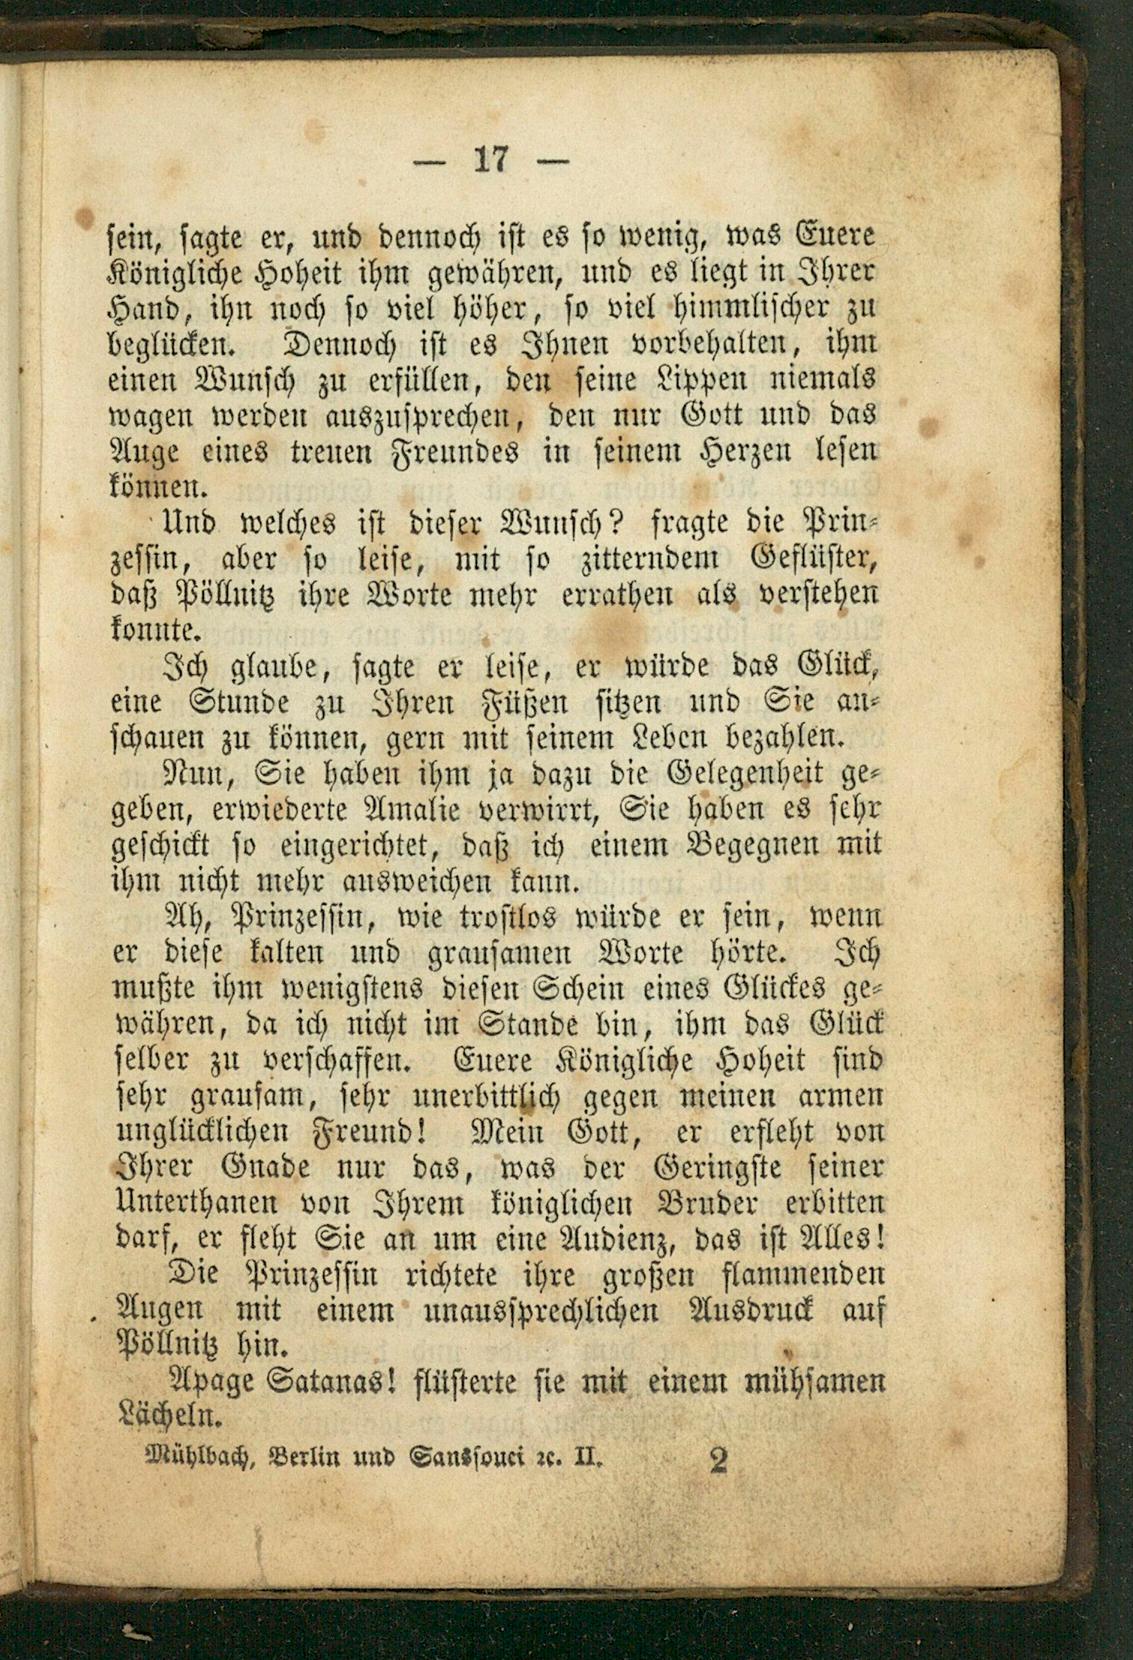 — 17 —
sein, sagte er, und dennoch ist es so wenig, was Euere
Königliche Hoheit ihm gewähren, und es liegt in Ihrer
Hand, ihn noch so viel höher, so viel himmlischer zu
beglücken. Dennoch ist es Ihnen vorbehalten, ihm
einen Wunsch zu erfüllen, den seine Lippen niemals
wagen werden auszusprechen, den nur Gott und das
Auge eines treuen Freundes in seinem Herzen lesen
können.
Und welches ist dieser Wunsch? fragte die Prin-
zessin, aber so leise, mit so zitterndem Geflüster,
daß Pöllnitz ihre Worte mehr errathen als verstehen
konnte.
Ich glaube, sagte er leise, er würde das Glück,
eine Stunde zu Ihren Füßen sitzen und Sie an-
schauen zu können, gern mit seinem Leben bezahlen.
Nun, Sie haben ihm ja dazu die Gelegenheit ge-
geben, erwiederte Amalie verwirrt, Sie haben es sehr
geschickt so eingerichtet, daß ich einem Begegnen mit
ihm nicht mehr ausweichen kann.
Ah, Prinzessin, wie trostlos würde er sein, wenn
er diese kalten und grausamen Worte hörte. Ich
mußte ihm wenigstens diesen Schein eines Glückes ge-
währen, da ich nicht im Stande bin, ihm das Glück
selber zu verschaffen. Euere Königliche Hoheit sind
sehr grausam, sehr unerbittlich gegen meinen armen
unglücklichen Freund! Mein Gott, er erfleht von
Ihrer Gnade nur das, was der Geringste seiner
Unterthanen von Ihrem königlichen Bruder erbitten
darf, er fleht Sie an um eine Audienz, das ist Alles!
Die Prinzessin richtete ihre großen flammenden
Augen mit einem unaussprechlichen Ausdruck auf
Pöllnitz hin.
Apage Satanas! flüsterte sie mit einem mühsamen
Lächeln.
Mühlbach, Berlin und Sanssouci ꝛc. II. 2